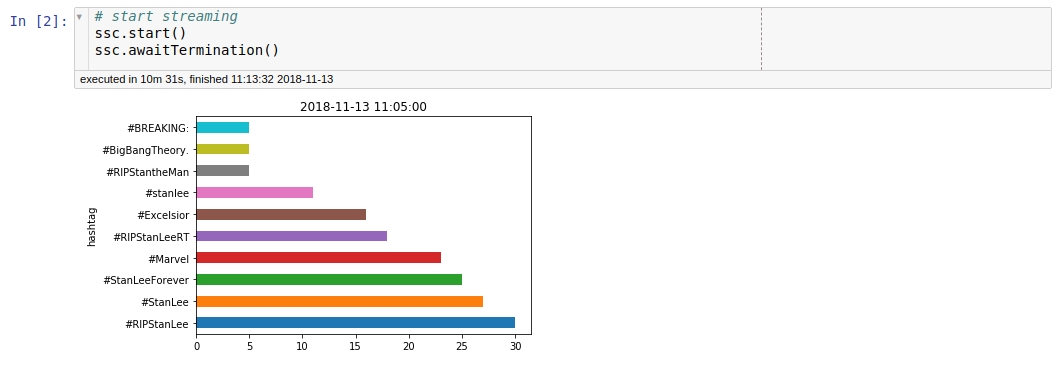 In [2]:
# start streaming
ssc.start()
ssc.awaitTermination()
executed in 10m 31s, finished 11:13:32 2018-11-13
2018-11-13 11:05:00
#BREAKING:
#BigBangTheory.
#RIPStantheMan
#stanlee
#Excelsior
#RIPStanLeeRT
#Marvel
#StanLeeForever
#StanLee
#RIPStanLee
hashtag
0 5 10 15 20 25 30